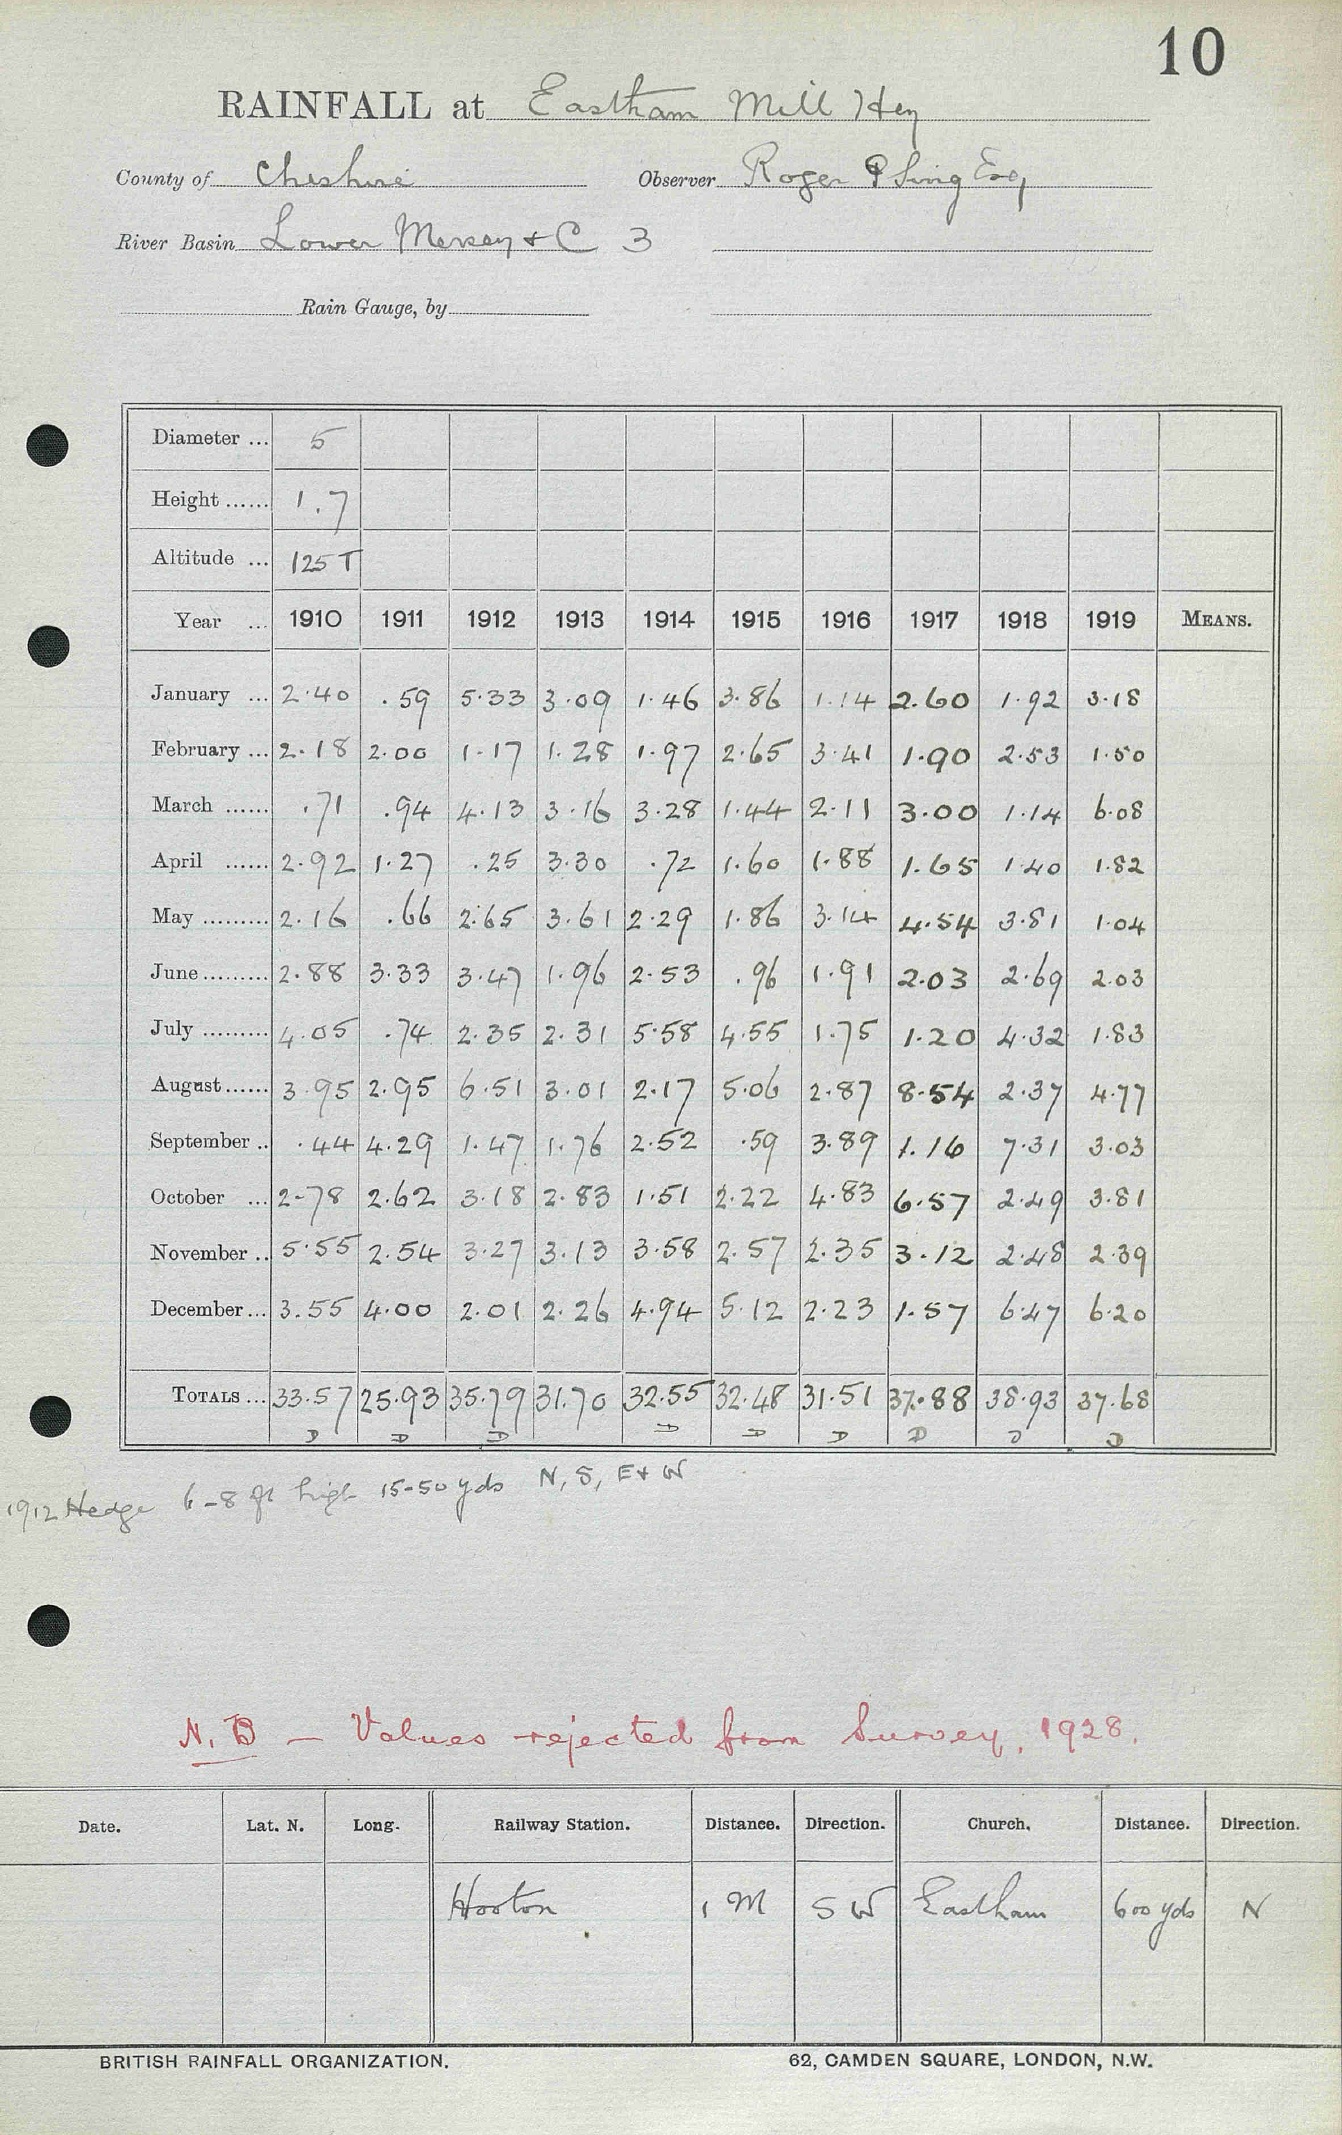 10
RAINFALL at Eastham Mill Hey
County of Cheshire Observer Roger P Sing Esq
River Basin Lower Mersey + C 3
Rain Gauge, by
Diameter ... 5
Height ...... 1.7
Altitude ... 125 T
Year ... 1910 1911 1912 1913 1914 1915 1916 1917 1918 1919 MEANS.
January ... 2.40 .59 5.33 3.09 1.46 3.86 1.14 2.60 1.92 3.18
February ... 2.18 2.00 1.17 1.28 1.97 2.65 3.41 1.90 2.53 1.50
March ...... .71 .94 4.13 3.16 3.28 1.44 2.11 3.00 1.14 6.08
April ...... 2.92 1.27 .25 3.30 .72 1.60 1.88 1.65 1.40 1.82
May ......... 2.16 .66 2.65 3.61 2.29 1.86 3.14 4.54 3.81 1.04
June ......... 2.88 3.33 3.47 1.96 2.53 .96 1.91 2.03 2.69 2.03
July ......... 4.05 .74 2.35 2.31 5.58 4.55 1.75 1.20 4.32 1.83
August ...... 3.95 2.95 6.51 3.01 2.17 5.06 2.87 8.54 2.37 4.77
September .. .44 4.29 1.47 1.76 2.52 .59 3.89 1.16 7.31 3.03
October ... 2-78 2.62 3.18 2.83 1.51 2.22 4.83 6.57 2.49 3.81
November .. 5.55 2.54 3.27 3.13 3.58 2.57 2.35 3.12 2.48 2.39
December ... 3.55 4.00 2.01 2.26 4.94 5.12 2.23 1.57 6.47 6.20
TOTALS ... 33.57 25.93 35.79 31.70 32.55 32.48 31.51 37.88 38.93 37.68
D D D D D D D D D
1912 Hedge 6-8 ft high 15-50 yds N, S, E + W
N.B — Values rejected from Survey, 1928.
Date. Lat. N. Long. Railway Station. Distance. Direction. Church. Distance. Direction.
Hooton 1 M SW Eastham 600 yds N
BRITISH RAINFALL ORGANIZATION. 62, CAMDEN SQUARE, LONDON, N.W.